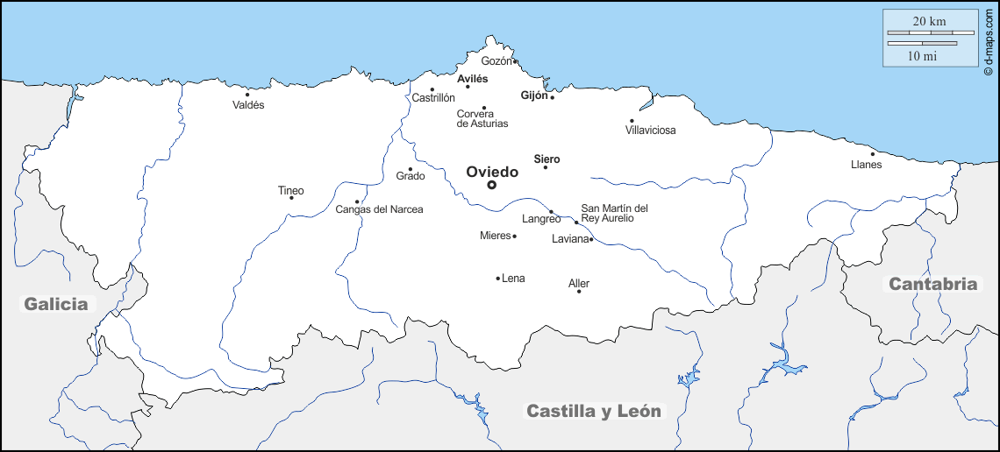 20 km
10 mi
© d-maps.com
Gozón
Avilés
Castrillón
Valdés
Gijón
Corvera
de Asturias
Villaviciosa
Llanes
Siero
Oviedo
Grado
Tineo
Cangas del Narcea
San Martín del
Rey Aurelio
Langreo
Mieres
Laviana
Lena
Aller
Galicia
Cantabria
Castilla y León